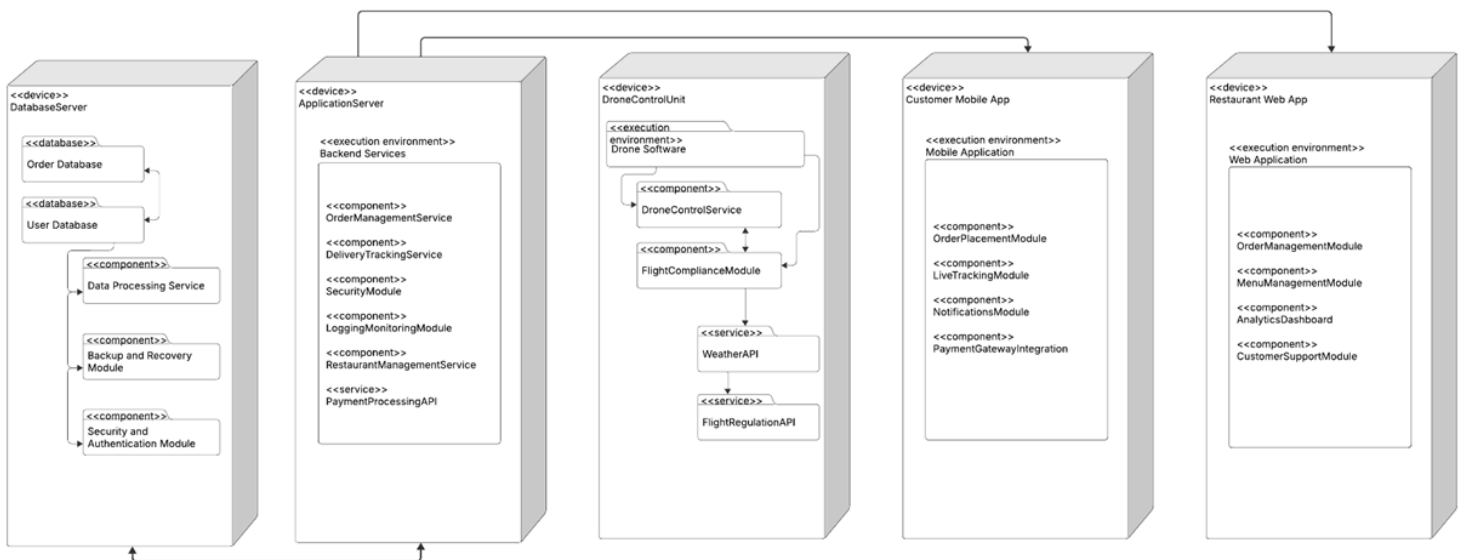 <<device>>
DatabaseServer
<<database>>
Order Database
<<database>>
User Database
<<component>>
Data Processing Service
<<component>>
Backup and Recovery
Module
<<component>>
Security and
Authentication Module
<<device>>
ApplicationServer
<<execution environment>>
Backend Services
<<component>>
OrderManagementService
<<component>>
DeliveryTrackingService
<<component>>
SecurityModule
<<component>>
LoggingMonitoringModule
<<component>>
RestaurantManagementService
<<service>>
PaymentProcessingAPI
<<device>>
DroneControlUnit
<<execution
environment>>
Drone Software
<<component>>
DroneControlService
<<component>>
FlightComplianceModule
<<service>>
WeatherAPI
<<service>>
FlightRegulationAPI
<<device>>
Customer Mobile App
<<execution environment>>
Mobile Application
<<component>>
OrderPlacementModule
<<component>>
LiveTrackingModule
<<component>>
NotificationsModule
<<component>>
PaymentGatewayIntegration
<<device>>
Restaurant Web App
<<execution environment>>
Web Application
<<component>>
OrderManagementModule
<<component>>
MenuManagementModule
<<component>>
AnalyticsDashboard
<<component>>
CustomerSupportModule